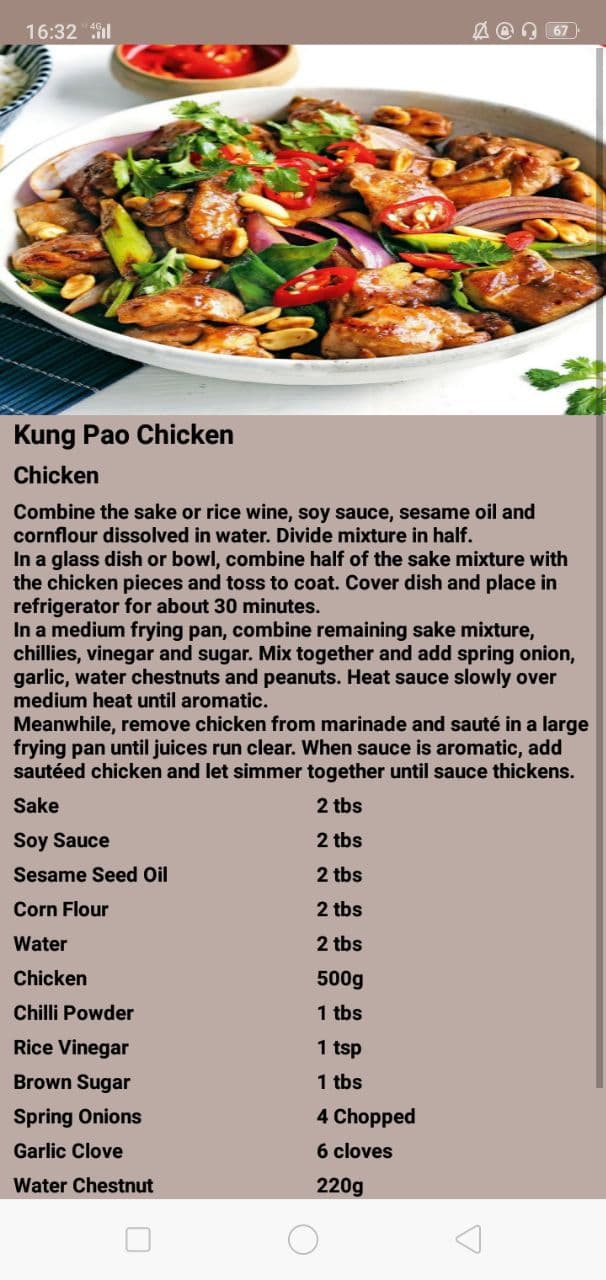 16:32 4G 67
Kung Pao Chicken
Chicken
Combine the sake or rice wine, soy sauce, sesame oil and
cornflour dissolved in water. Divide mixture in half.
In a glass dish or bowl, combine half of the sake mixture with
the chicken pieces and toss to coat. Cover dish and place in
refrigerator for about 30 minutes.
In a medium frying pan, combine remaining sake mixture,
chillies, vinegar and sugar. Mix together and add spring onion,
garlic, water chestnuts and peanuts. Heat sauce slowly over
medium heat until aromatic.
Meanwhile, remove chicken from marinade and sauté in a large
frying pan until juices run clear. When sauce is aromatic, add
sautéed chicken and let simmer together until sauce thickens.
Sake 2 tbs
Soy Sauce 2 tbs
Sesame Seed Oil 2 tbs
Corn Flour 2 tbs
Water 2 tbs
Chicken 500g
Chilli Powder 1 tbs
Rice Vinegar 1 tsp
Brown Sugar 1 tbs
Spring Onions 4 Chopped
Garlic Clove 6 cloves
Water Chestnut 220g